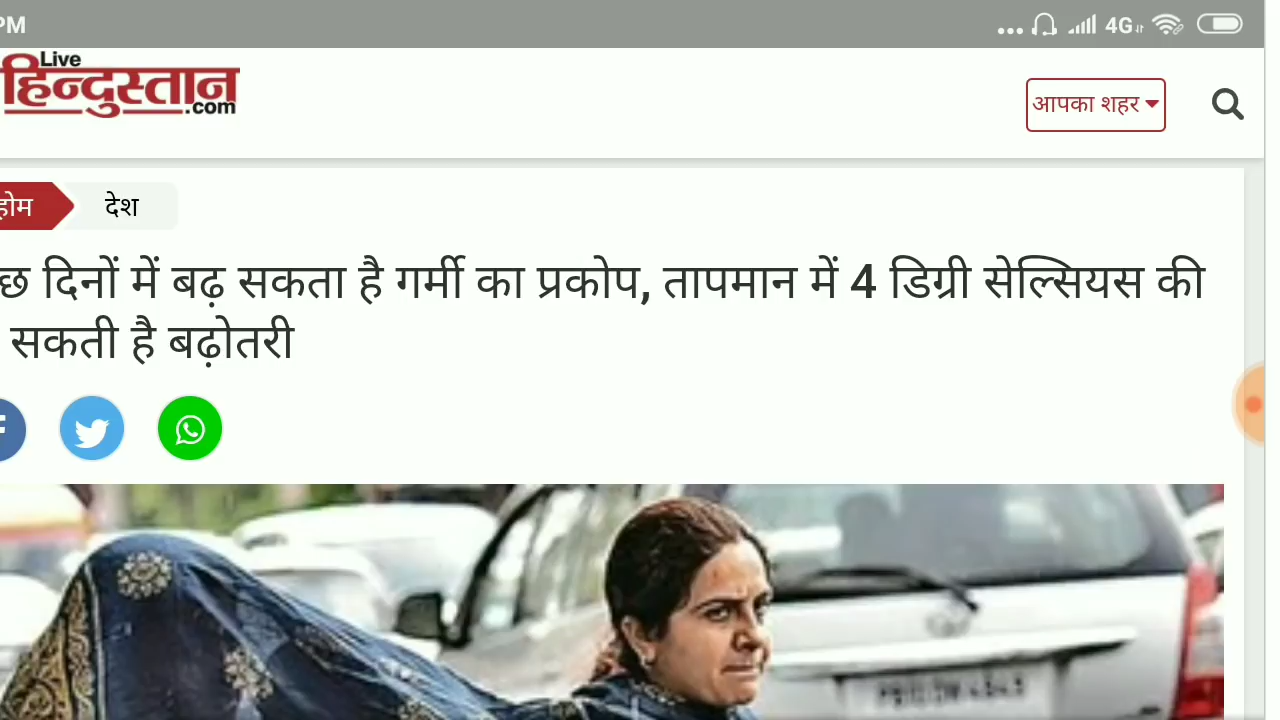 PM
4G
Live
हिन्दुस्तान
.com
आपका शहर
होम
देश
छ दिनों में बढ़ सकता है गर्मी का प्रकोप, तापमान में 4 डिग्री सेल्सियस की
सकती है बढ़ोतरी